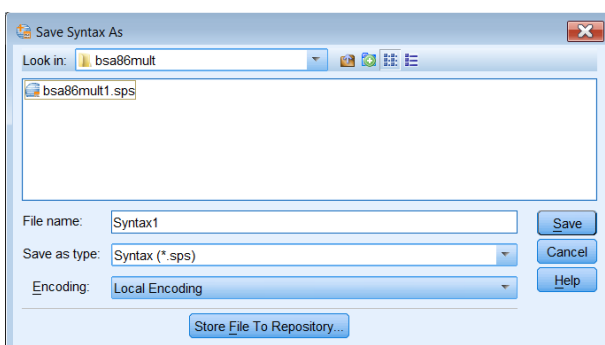 Save Syntax As
Look in: bsa86mult
bsa86mult1.sps
File name: Syntax1 Save
Save as type: Syntax (*.sps) Cancel
Encoding: Local Encoding Help
Store File To Repository...